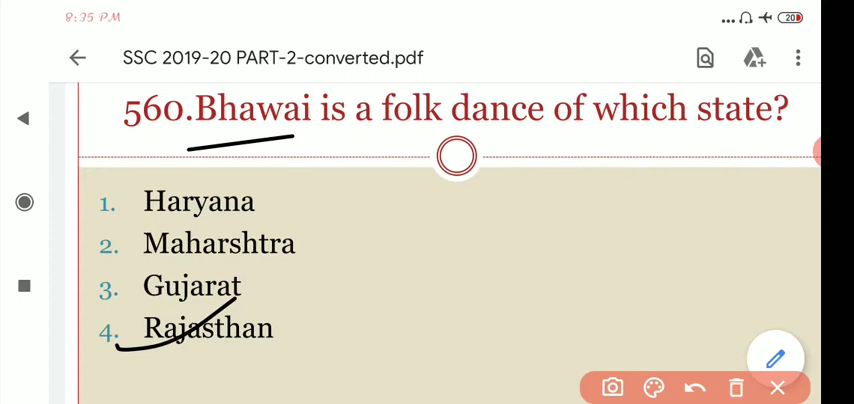 8:35 PM
20
SSC 2019-20 PART-2-converted.pdf
560.Bhawai is a folk dance of which state?
1. Haryana
2. Maharshtra
3. Gujarat
4. Rajasthan